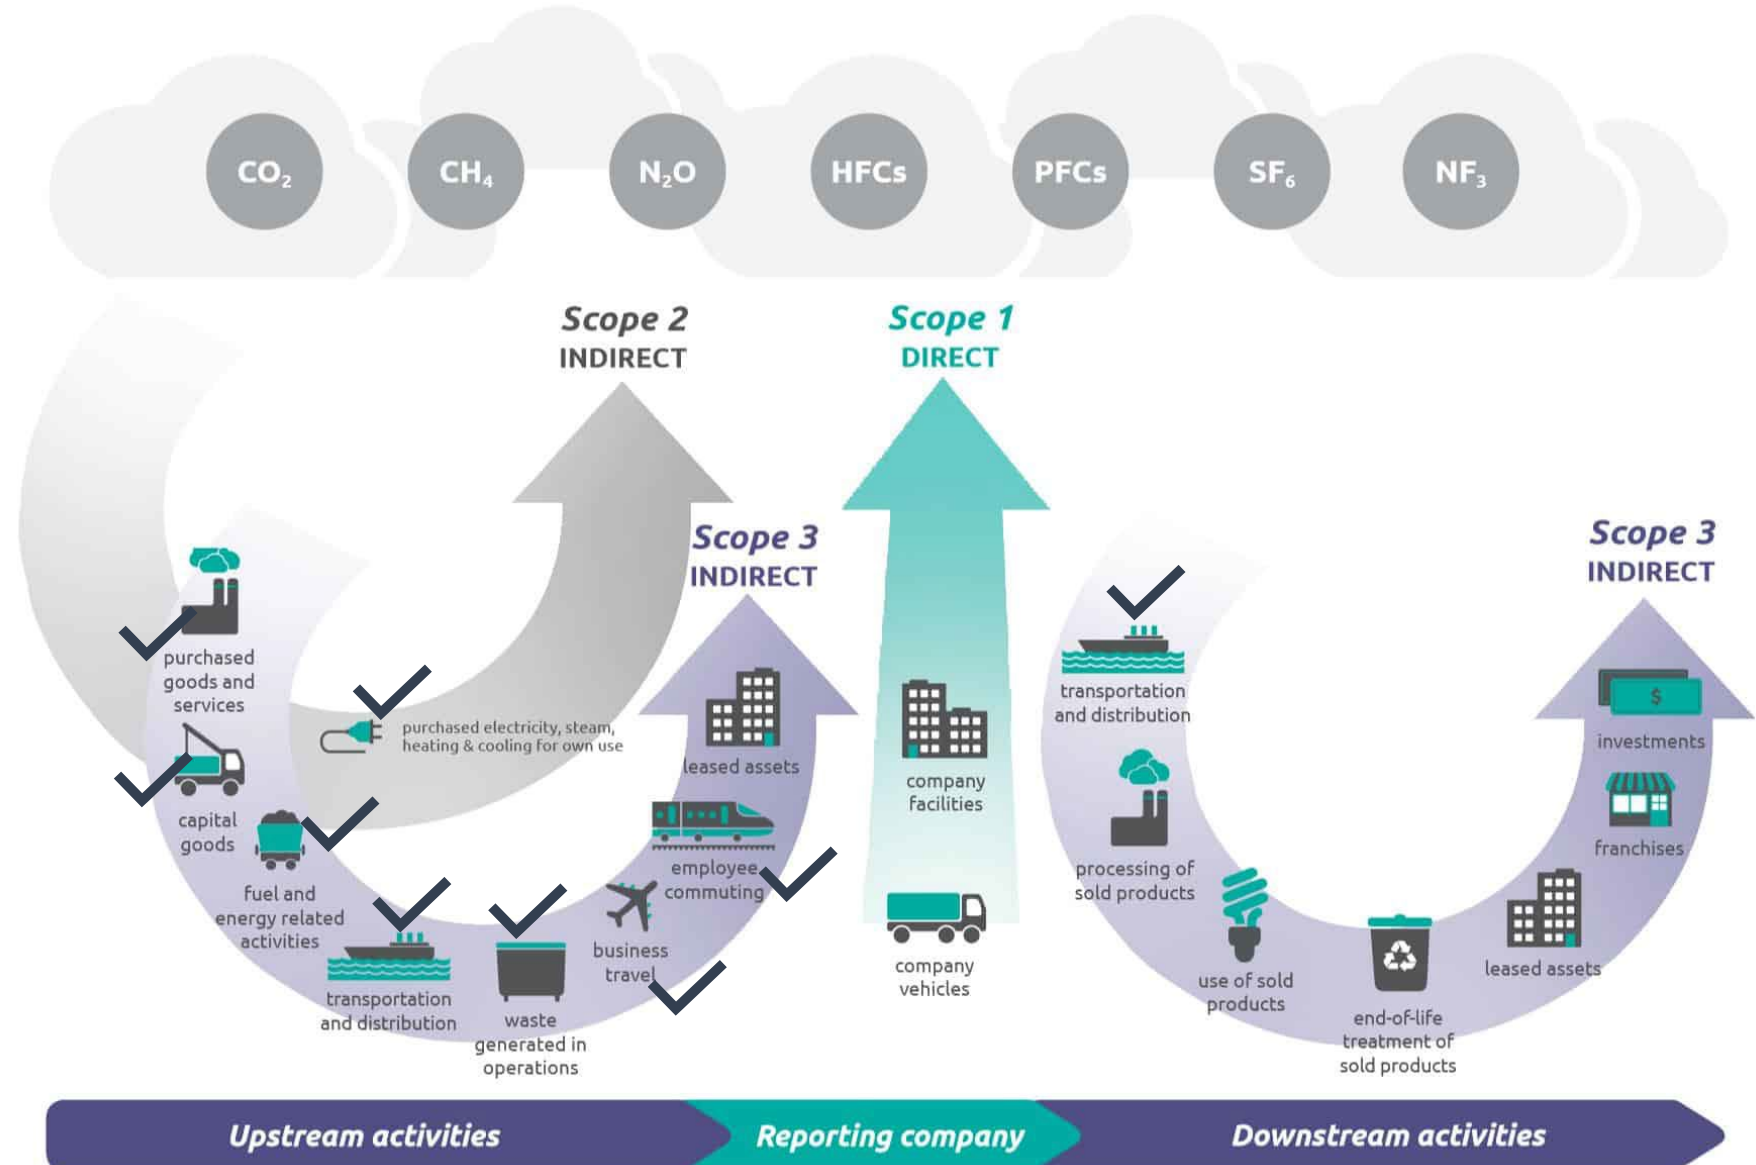 CO₂
CH₄
N₂O
HFCs
PFCs
SF₆
NF₃
Scope 2
INDIRECT
Scope 1
DIRECT
Scope 3
INDIRECT
Scope 3
INDIRECT
purchased
goods and
services
capital
goods
fuel and
energy related
activities
transportation
and distribution
waste
generated in
operations
business
travel
employee
commuting
leased assets
purchased electricity, steam,
heating & cooling for own use
company
facilities
company
vehicles
transportation
and distribution
processing of
sold products
use of sold
products
end-of-life
treatment of
sold products
leased assets
franchises
$
investments
Upstream activities
Reporting company
Downstream activities